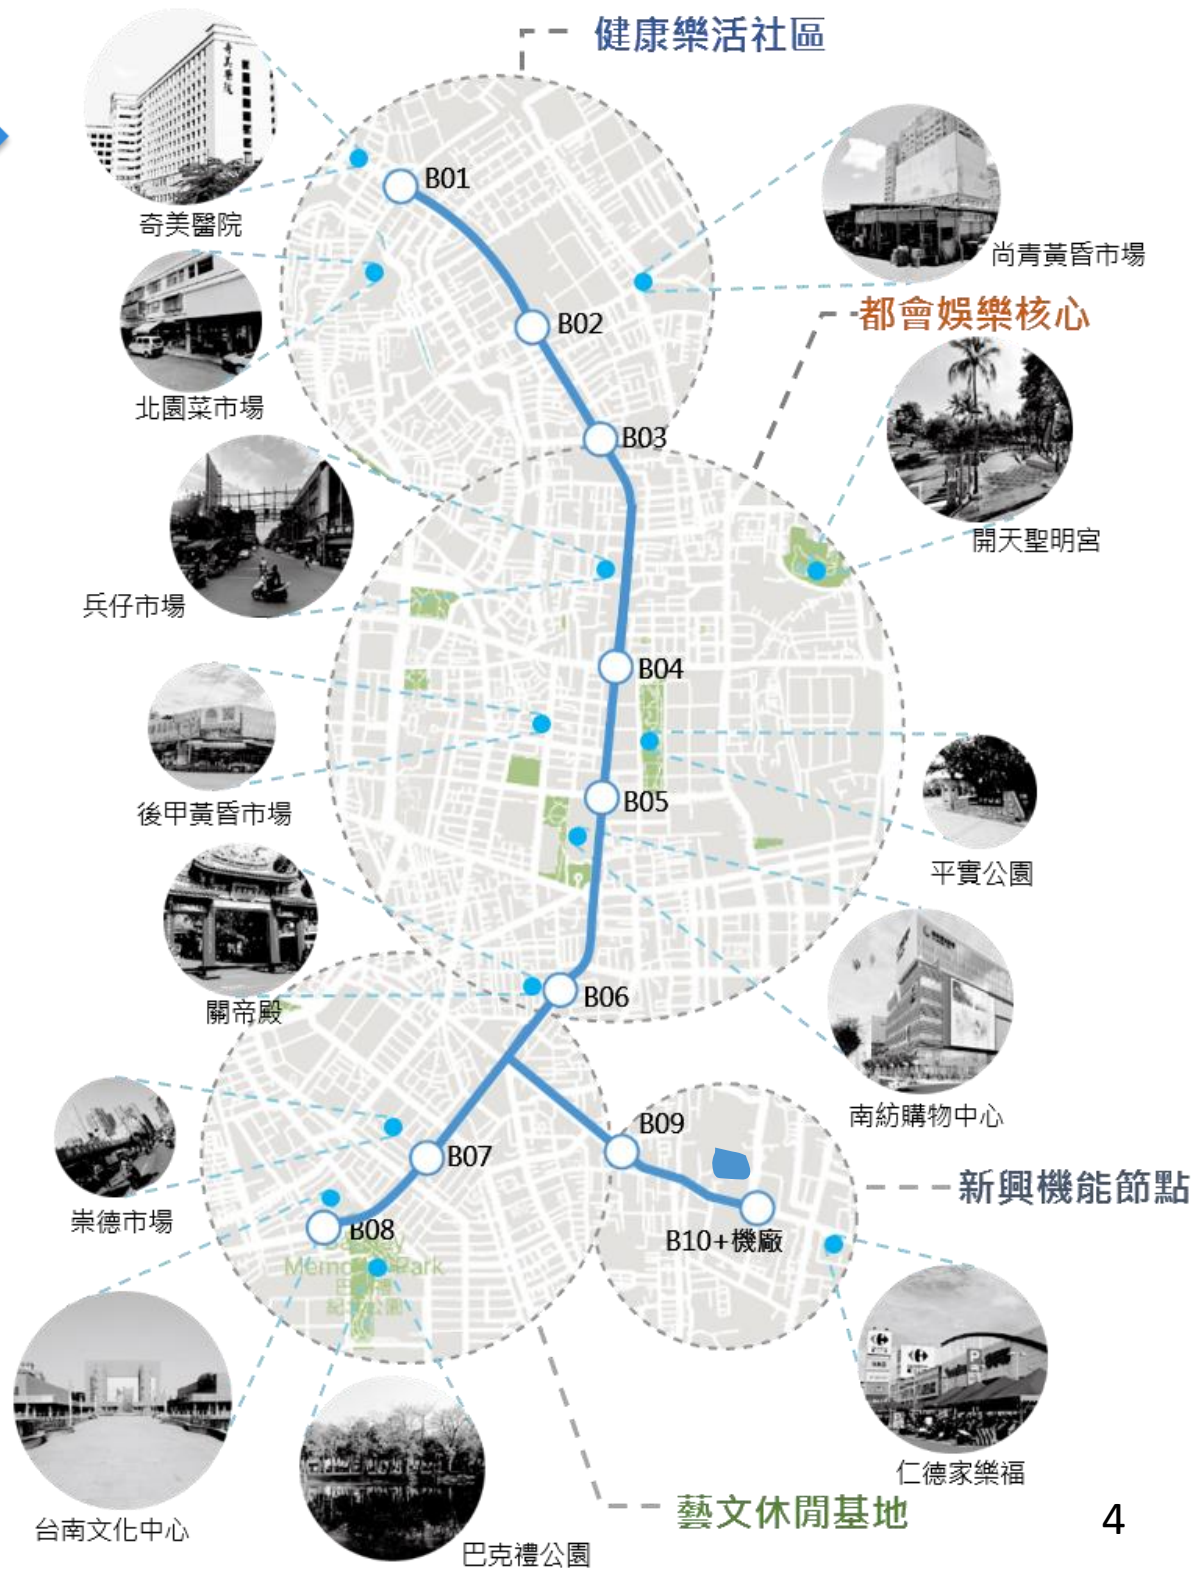 健康樂活社區
奇美醫院
B01
奇美醫院
尚青黃昏市場
都會娛樂核心
B02
北園菜市場
B03
開天聖明宮
兵仔市場
B04
後甲黃昏市場
B05
平實公園
B06
關帝殿
南紡購物中心
B09
B07
新興機能節點
崇德市場
B08
B10+機廠
Park
仁德家樂福
藝文休閒基地
4
台南文化中心
巴克禮公園